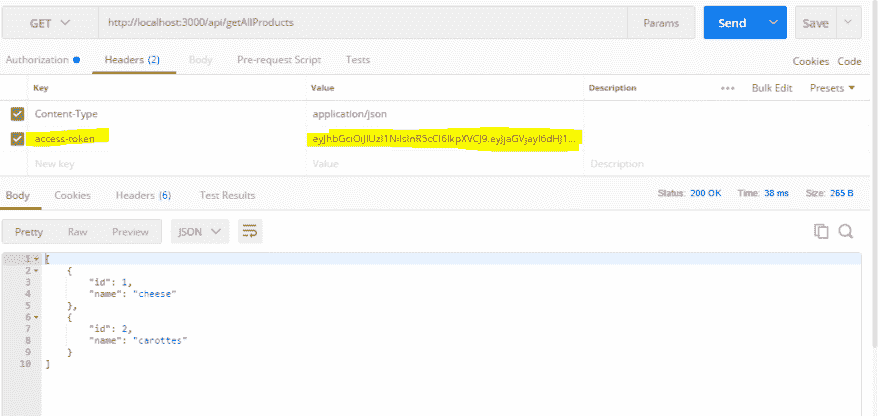 GET http://localhost:3000/api/getAllProducts Params Send Save
Authorization Headers (2) Body Pre-request Script Tests Cookies Code
Key Value Description ••• Bulk Edit Presets
Content-Type application/json
access-token
New key Value Description
Body Cookies Headers (6) Test Results Status: 200 OK Time: 38 ms Size: 265 B
Pretty Raw Preview JSON
1 [
2 {
3 "id": 1,
4 "name": "cheese"
5 },
6 {
7 "id": 2,
8 "name": "carottes"
9 }
10 ]